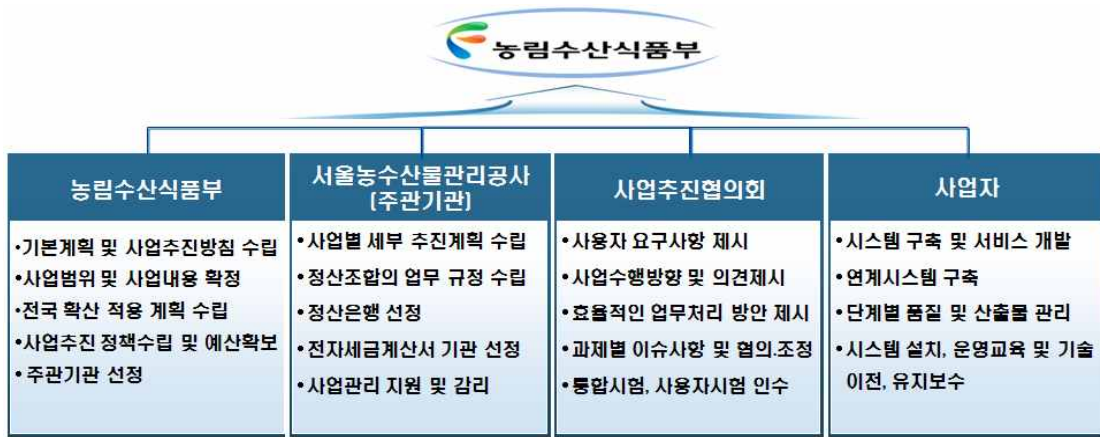 농림수산식품부
농림수산식품부
•기본계획 및 사업추진방침 수립
•사업범위 및 사업내용 확정
•전국 확산 적용 계획 수립
•사업추진 정책수립 및 예산확보
• 주관기관 선정
서울농수산물관리공사
(주관기관)
•사업별 세부 추진계획 수립
•정산조합의 업무 규정 수립
•정산은행 선정
•전자세금계산서 기관 선정
•사업관리 지원 및 감리
사업추진협의회
•사용자 요구사항 제시
•사업수행방향 및 의견제시
•효율적인 업무처리 방안 제시
•과제별 이슈사항 및 협의.조정
•통합시험, 사용자시험 인수
사업자
•시스템 구축 및 서비스 개발
•연계시스템 구축
•단계별 품질 및 산출물 관리
•시스템 설치, 운영교육 및 기술
이전, 유지보수